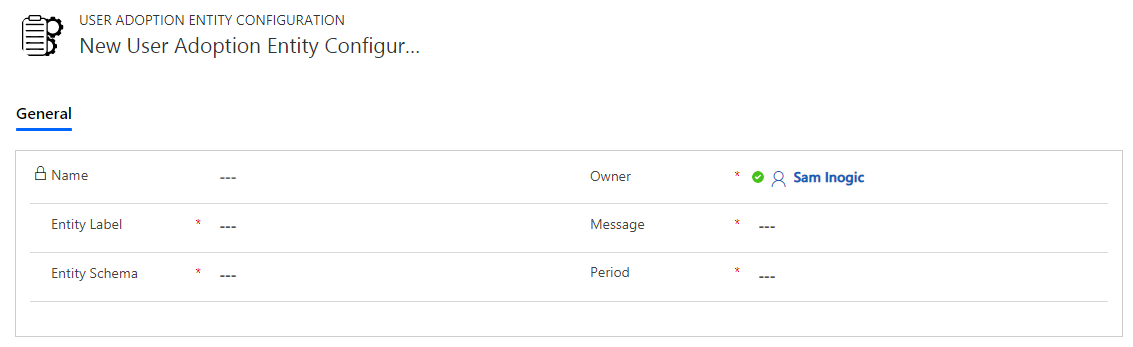 USER ADOPTION ENTITY CONFIGURATION
New User Adoption Entity Configur...
General
Name --- Owner * Sam Inogic
Entity Label * --- Message * ---
Entity Schema * --- Period * ---